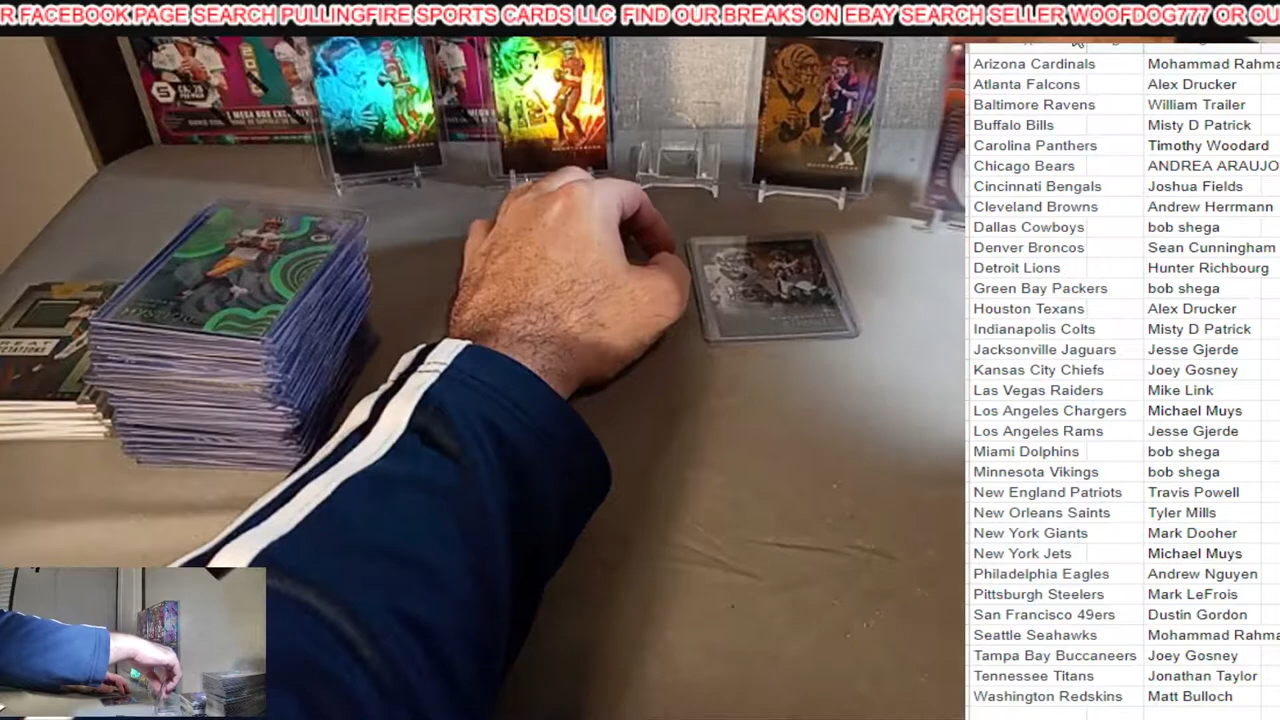 R FACEBOOK PAGE SEARCH PULLINGFIRE SPORTS CARDS LLC FIND OUR BREAKS ON EBAY SEARCH SELLER WOOFDOG777 OR OU
Arizona Cardinals Mohammad Rahma
Atlanta Falcons Alex Drucker
Baltimore Ravens William Trailer
Buffalo Bills Misty D Patrick
Carolina Panthers Timothy Woodard
Chicago Bears ANDREA ARAUJO
Cincinnati Bengals Joshua Fields
Cleveland Browns Andrew Herrmann
Dallas Cowboys bob shega
Denver Broncos Sean Cunningham
Detroit Lions Hunter Richbourg
Green Bay Packers bob shega
Houston Texans Alex Drucker
Indianapolis Colts Misty D Patrick
Jacksonville Jaguars Jesse Gjerde
Kansas City Chiefs Joey Gosney
Las Vegas Raiders Mike Link
Los Angeles Chargers Michael Muys
Los Angeles Rams Jesse Gjerde
Miami Dolphins bob shega
Minnesota Vikings bob shega
New England Patriots Travis Powell
New Orleans Saints Tyler Mills
New York Giants Mark Dooher
New York Jets Michael Muys
Philadelphia Eagles Andrew Nguyen
Pittsburgh Steelers Mark LeFrois
San Francisco 49ers Dustin Gordon
Seattle Seahawks Mohammad Rahma
Tampa Bay Buccaneers Joey Gosney
Tennessee Titans Jonathan Taylor
Washington Redskins Matt Bulloch